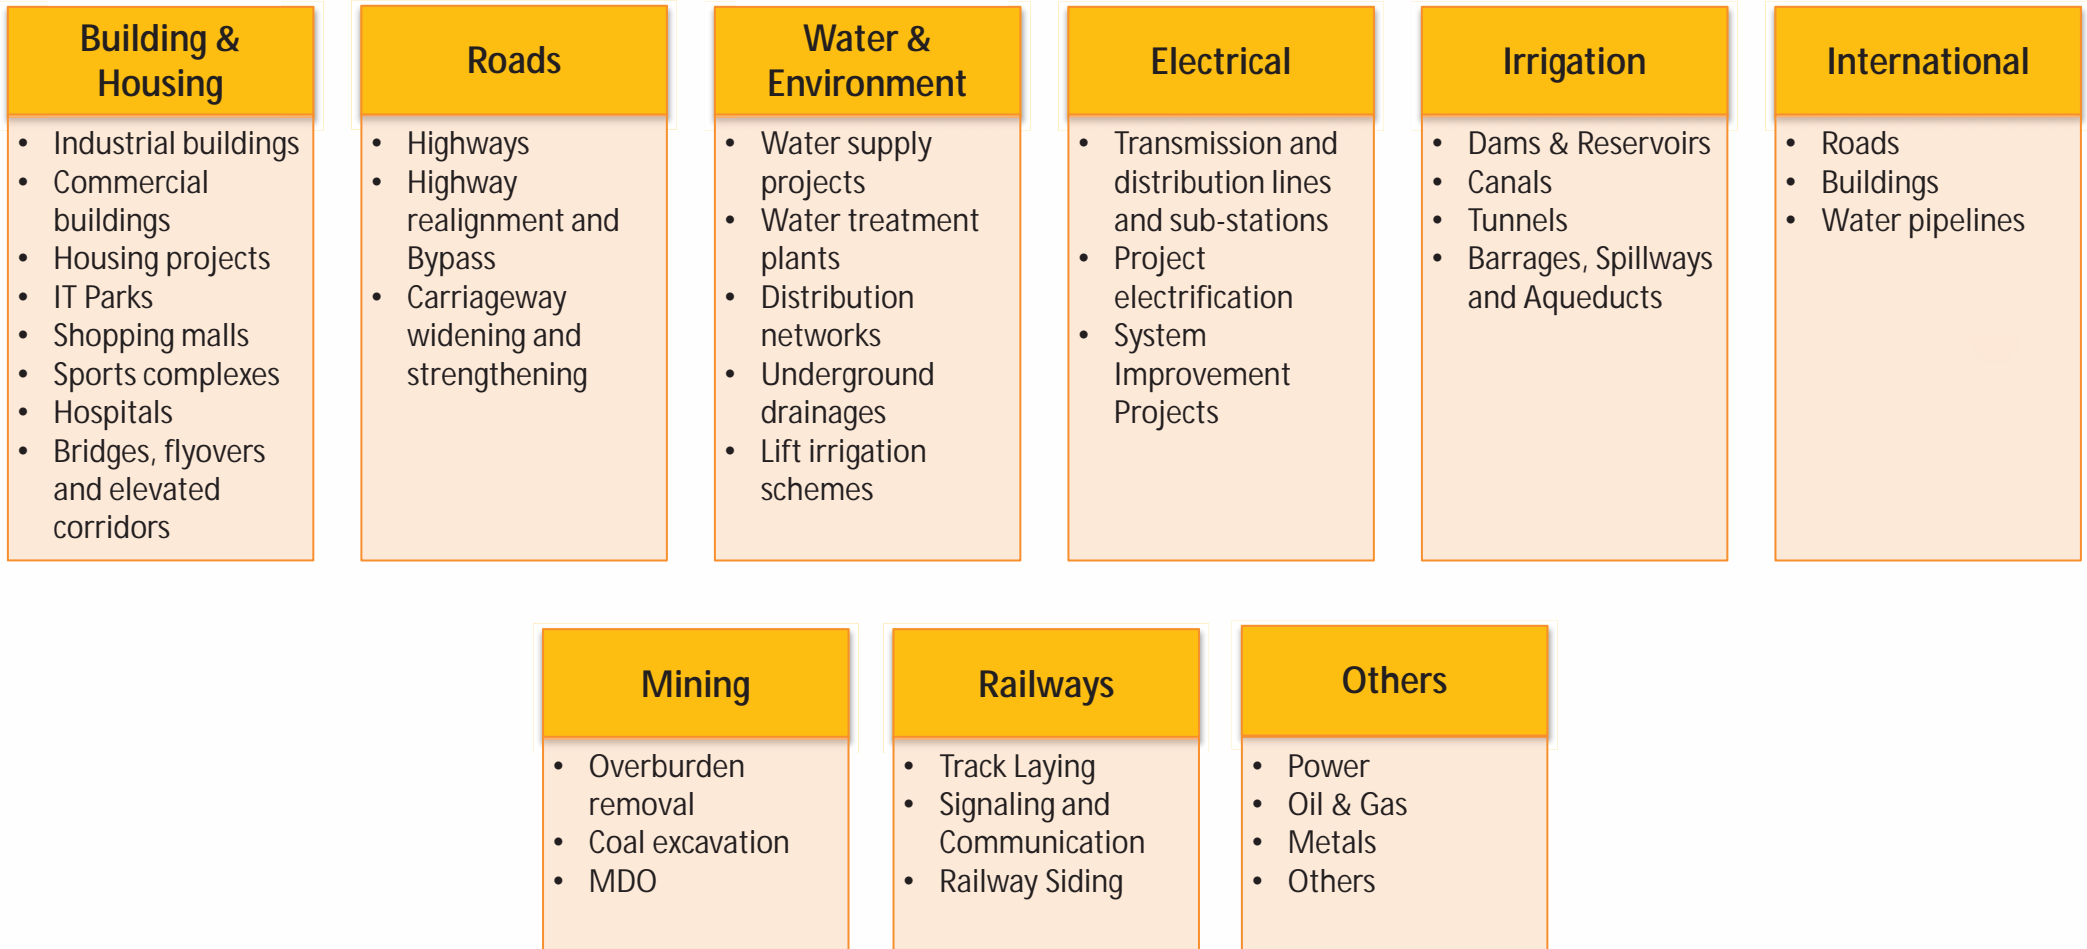 Building &
Housing
• Industrial buildings
• Commercial
buildings
• Housing projects
• IT Parks
• Shopping malls
• Sports complexes
• Hospitals
• Bridges, flyovers
and elevated
corridors
Roads
• Highways
• Highway
realignment and
Bypass
• Carriageway
widening and
strengthening
Water &
Environment
• Water supply
projects
• Water treatment
plants
• Distribution
networks
• Underground
drainages
• Lift irrigation
schemes
Electrical
• Transmission and
distribution lines
and sub-stations
• Project
electrification
• System
Improvement
Projects
Irrigation
• Dams & Reservoirs
• Canals
• Tunnels
• Barrages, Spillways
and Aqueducts
International
• Roads
• Buildings
• Water pipelines
Mining
• Overburden
removal
• Coal excavation
• MDO
Railways
• Track Laying
• Signaling and
Communication
• Railway Siding
Others
• Power
• Oil & Gas
• Metals
• Others